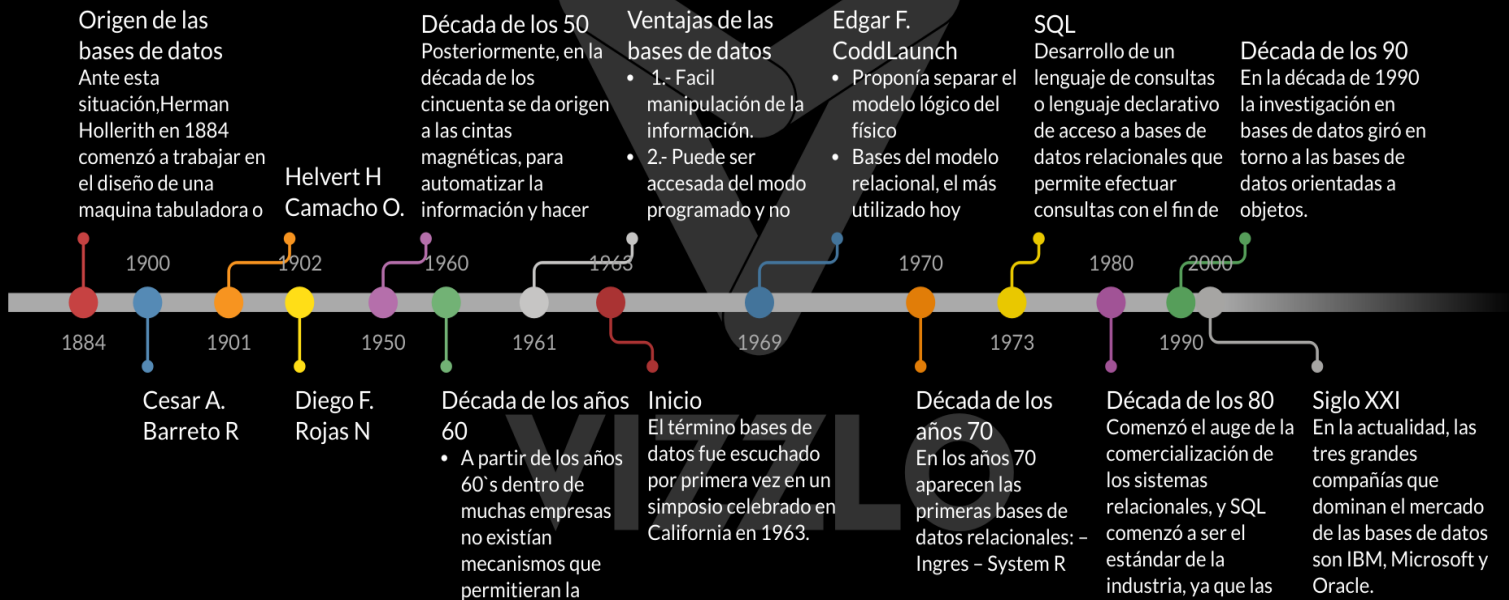 Origen de las
bases de datos
Ante esta
situación,Herman
Hollerith en 1884
comenzó a trabajar en
el diseño de una
maquina tabuladora o
Helvert H
Camacho O.
Década de los 50
Posteriormente, en la
década de los
cincuenta se da origen
a las cintas
magnéticas, para
automatizar la
información y hacer
Ventajas de las
bases de datos
• 1.- Facil
manipulación de la
información.
• 2.- Puede ser
accesada del modo
programado y no
Edgar F.
CoddLaunch
• Proponía separar el
modelo lógico del
físico
• Bases del modelo
relacional, el más
utilizado hoy
SQL
Desarrollo de un
lenguaje de consultas
o lenguaje declarativo
de acceso a bases de
datos relacionales que
permite efectuar
consultas con el fin de
Década de los 90
En la década de 1990
la investigación en
bases de datos giró en
torno a las bases de
datos orientadas a
objetos.
1900
1902
1960
1963
1970
1980
2000
1884
1901
1950
1961
1969
1973
1990
Cesar A.
Barreto R
Diego F.
Rojas N
Década de los años
60
• A partir de los años
60`s dentro de
muchas empresas
no existían
mecanismos que
permitieran la
Inicio
El término bases de
datos fue escuchado
por primera vez en un
simposio celebrado en
California en 1963.
Década de los
años 70
En los años 70
aparecen las
primeras bases de
datos relacionales: –
Ingres – System R
Década de los 80
Comenzó el auge de la
comercialización de
los sistemas
relacionales, y SQL
comenzó a ser el
estándar de la
industria, ya que las
Siglo XXI
En la actualidad, las
tres grandes
compañías que
dominan el mercado
de las bases de datos
son IBM, Microsoft y
Oracle.
VIZZLO